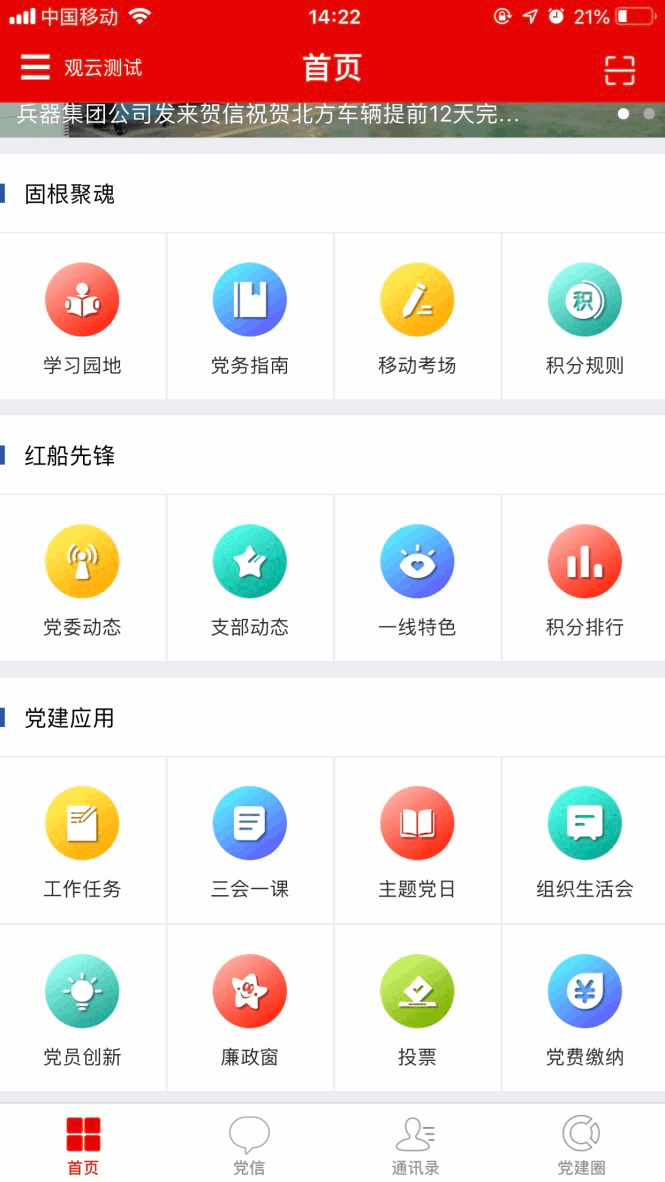 中国移动 14:22 21%
观云测试 首页
兵器集团公司发来贺信祝贺北方车辆提前12天完...
固根聚魂
学习园地 党务指南 移动考场 积分规则
积
红船先锋
党委动态 支部动态 一线特色 积分排行
党建应用
工作任务 三会一课 主题党日 组织生活会
¥
党员创新 廉政窗 投票 党费缴纳
首页 党信 通讯录 党建圈